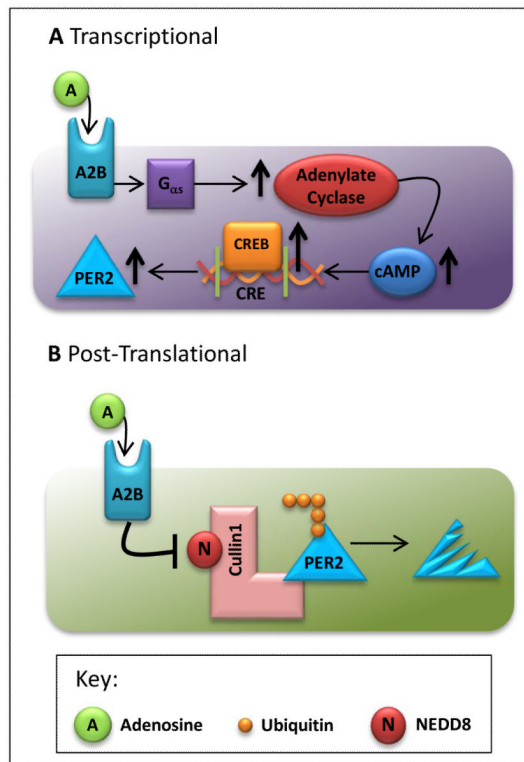 A Transcriptional
A
A2B
Gαs
Adenylate
Cyclase
CREB
PER2
cAMP
CRE
B Post-Translational
A
A2B
N
Cullin1
PER2
Key:
A Adenosine
Ubiquitin
N NEDD8